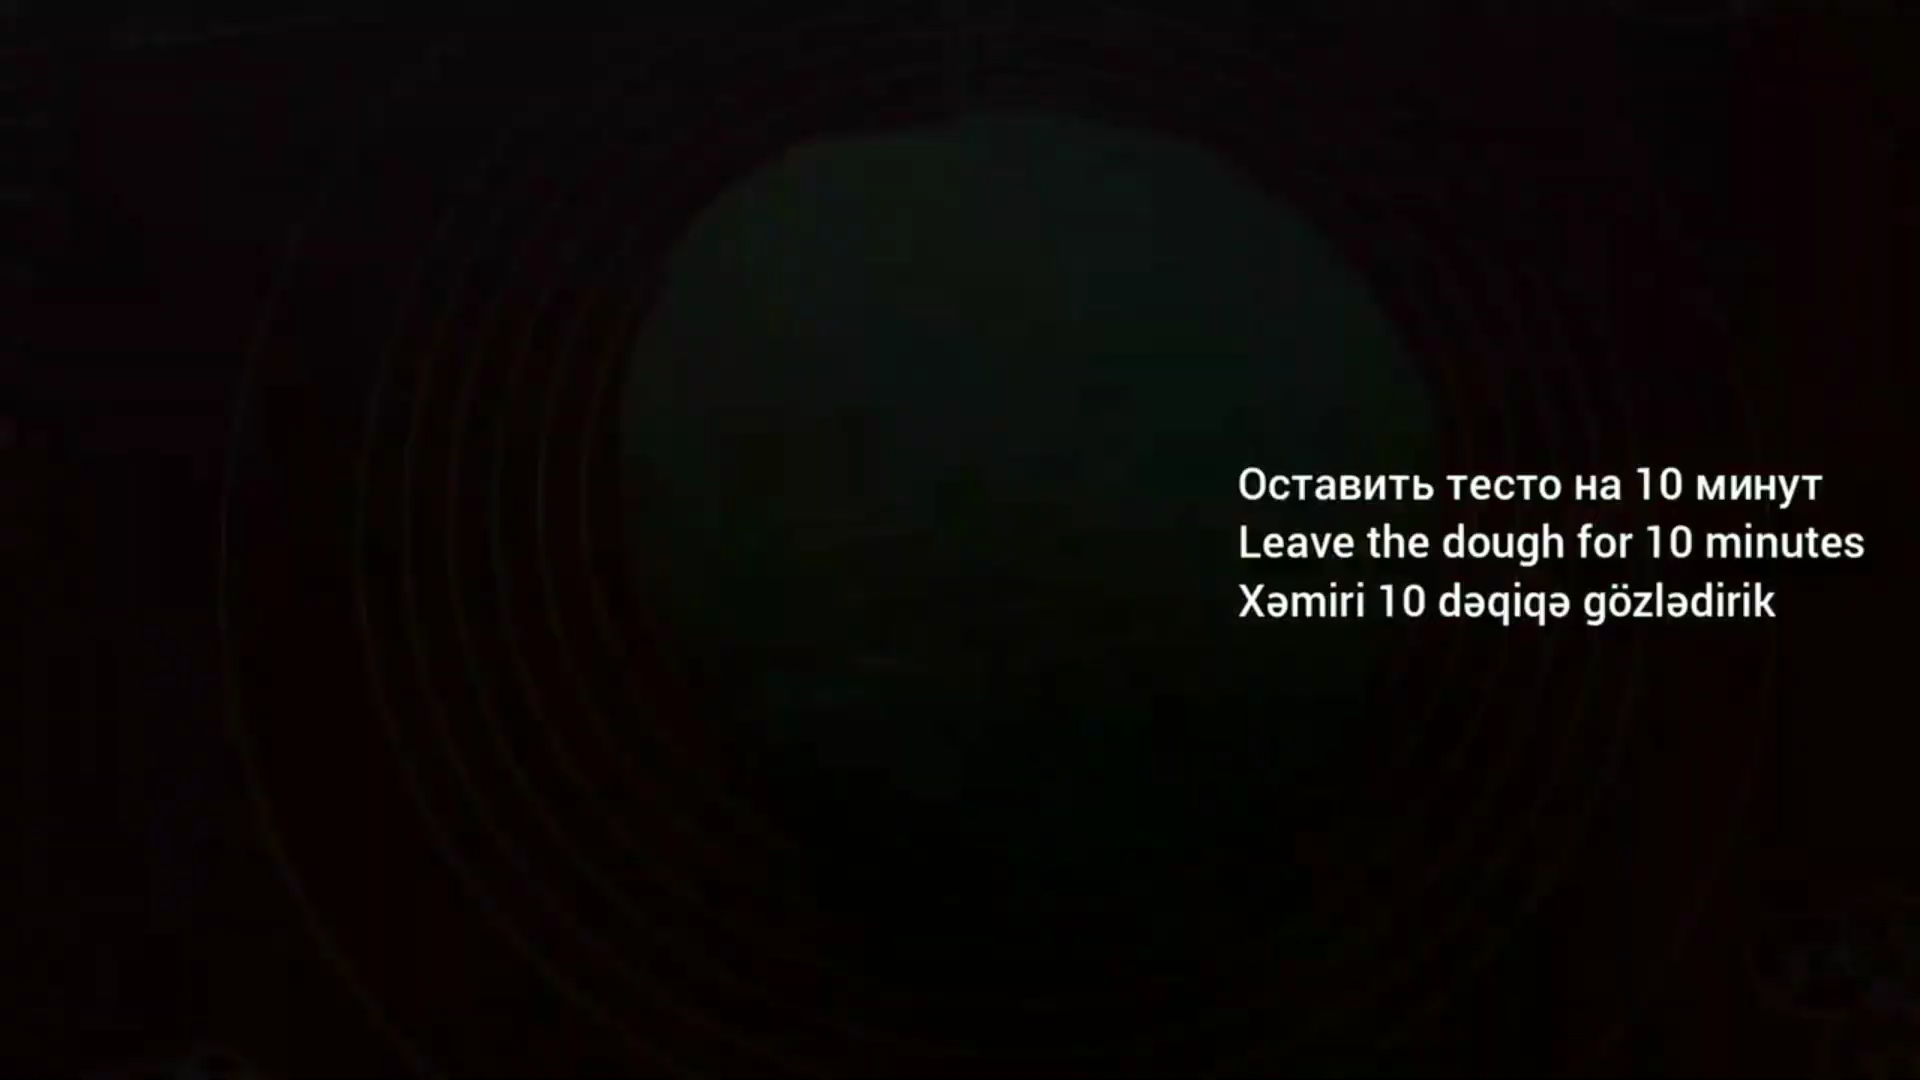 Оставить тесто на 10 минут
Leave the dough for 10 minutes
Xəmiri 10 dəqiqə gözlədirik